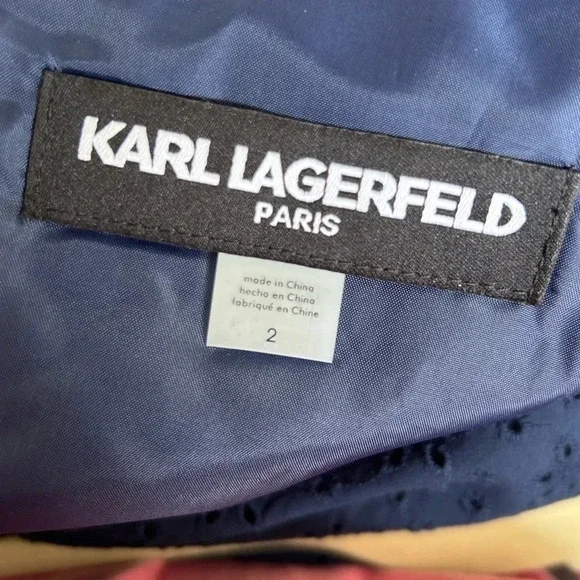 KARL LAGERFELD
PARIS
made in China
hecho en China
fabriqué en Chine
2